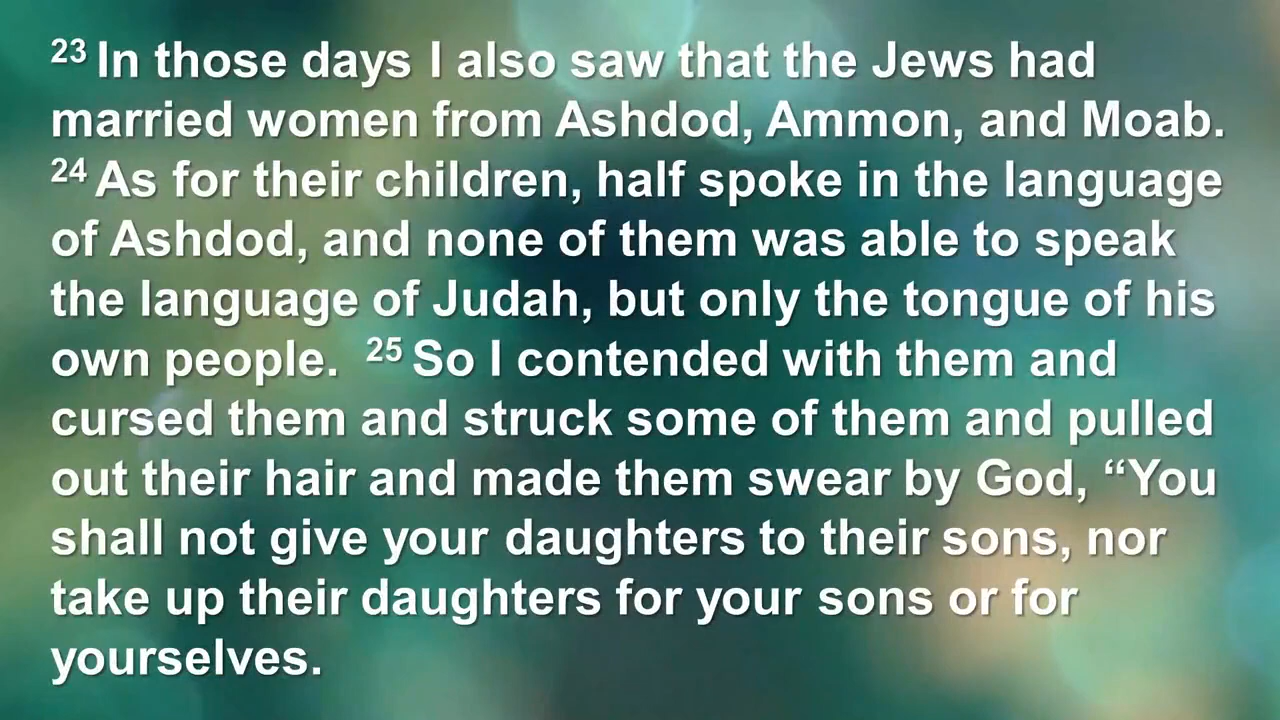 23 In those days I also saw that the Jews had
married women from Ashdod, Ammon, and Moab.
24 As for their children, half spoke in the language
of Ashdod, and none of them was able to speak
the language of Judah, but only the tongue of his
own people. 25 So I contended with them and
cursed them and struck some of them and pulled
out their hair and made them swear by God, “You
shall not give your daughters to their sons, nor
take up their daughters for your sons or for
yourselves.